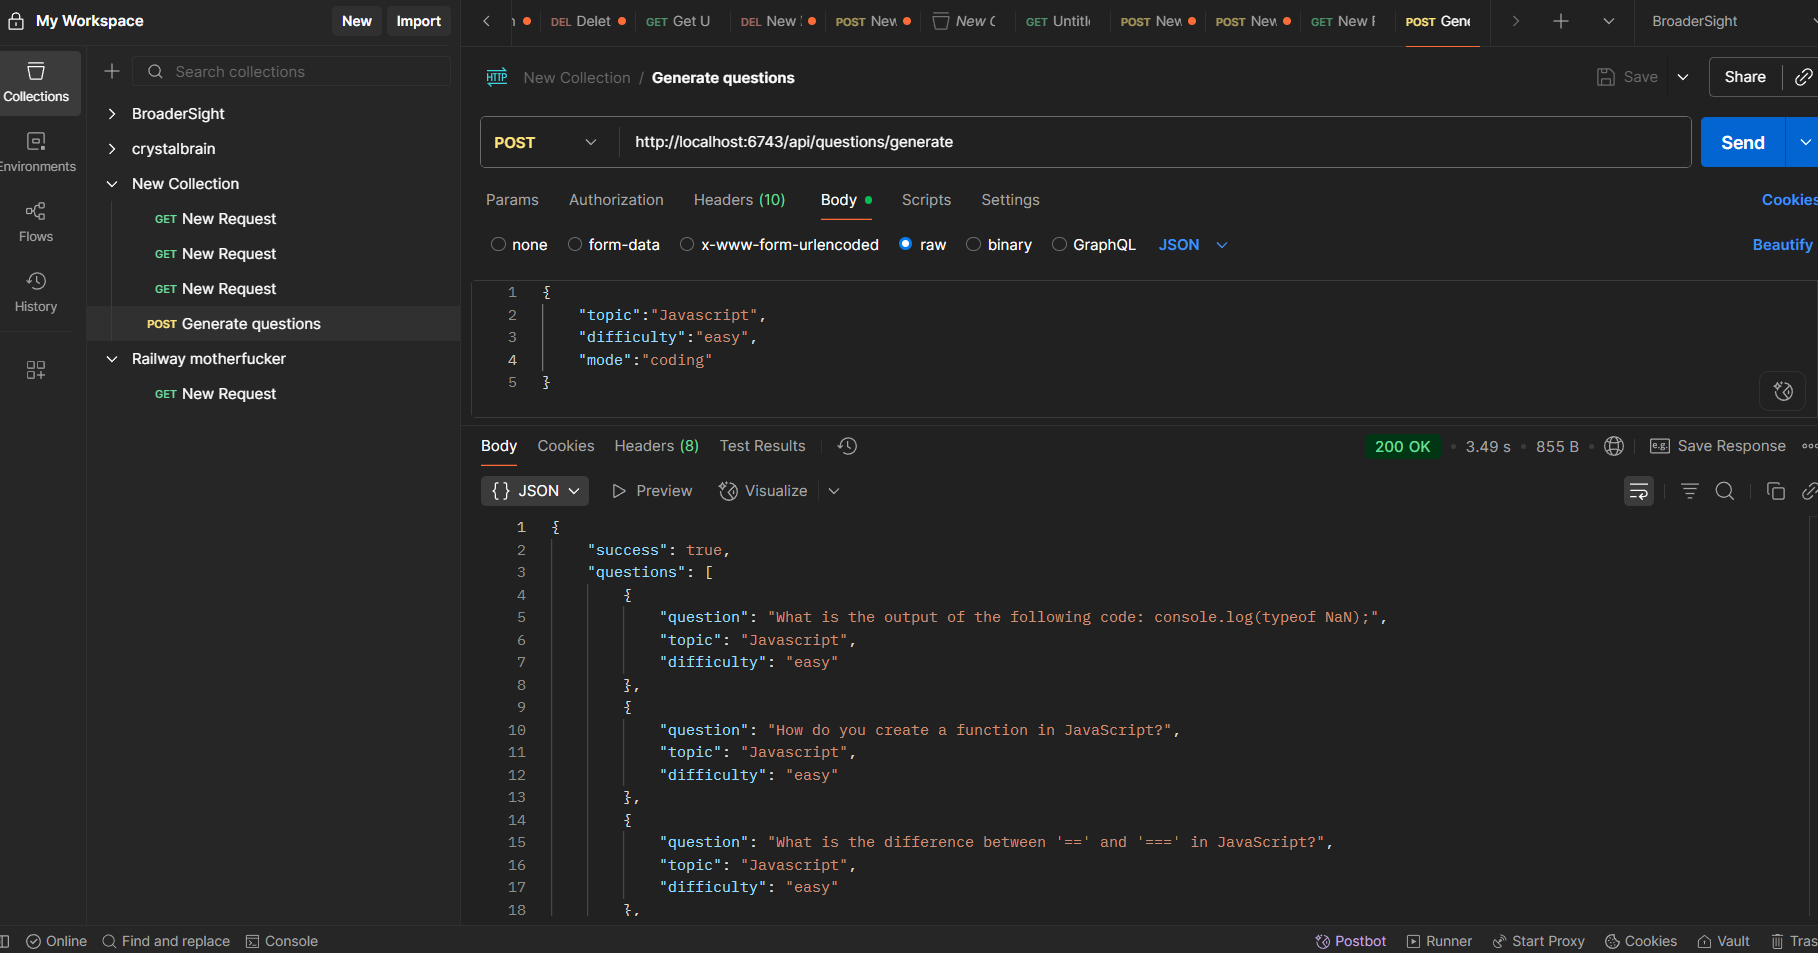 My Workspace
New
Import
DEL Delet
GET Get U
DEL New
POST New
New C
GET Untitl
POST New
POST New
GET New F
POST Gene
BroaderSight
Collections
Environments
Flows
History
Search collections
BroaderSight
crystalbrain
New Collection
GET New Request
GET New Request
GET New Request
POST Generate questions
Railway motherfucker
GET New Request
HTTP New Collection / Generate questions
Save
Share
POST
http://localhost:6743/api/questions/generate
Send
Params Authorization Headers (10) Body Scripts Settings
Cookies
none form-data x-www-form-urlencoded raw binary GraphQL JSON
Beautify
1 {
2 "topic":"Javascript",
3 "difficulty":"easy",
4 "mode":"coding"
5 }
Body Cookies Headers (8) Test Results
200 OK • 3.49 s • 855 B
e.g. Save Response
{} JSON Preview Visualize
1 {
2 "success": true,
3 "questions": [
4 {
5 "question": "What is the output of the following code: console.log(typeof NaN);",
6 "topic": "Javascript",
7 "difficulty": "easy"
8 },
9 {
10 "question": "How do you create a function in JavaScript?",
11 "topic": "Javascript",
12 "difficulty": "easy"
13 },
14 {
15 "question": "What is the difference between '==' and '===' in JavaScript?",
16 "topic": "Javascript",
17 "difficulty": "easy"
18 },
Online Find and replace Console
Postbot Runner Start Proxy Cookies Vault Tras